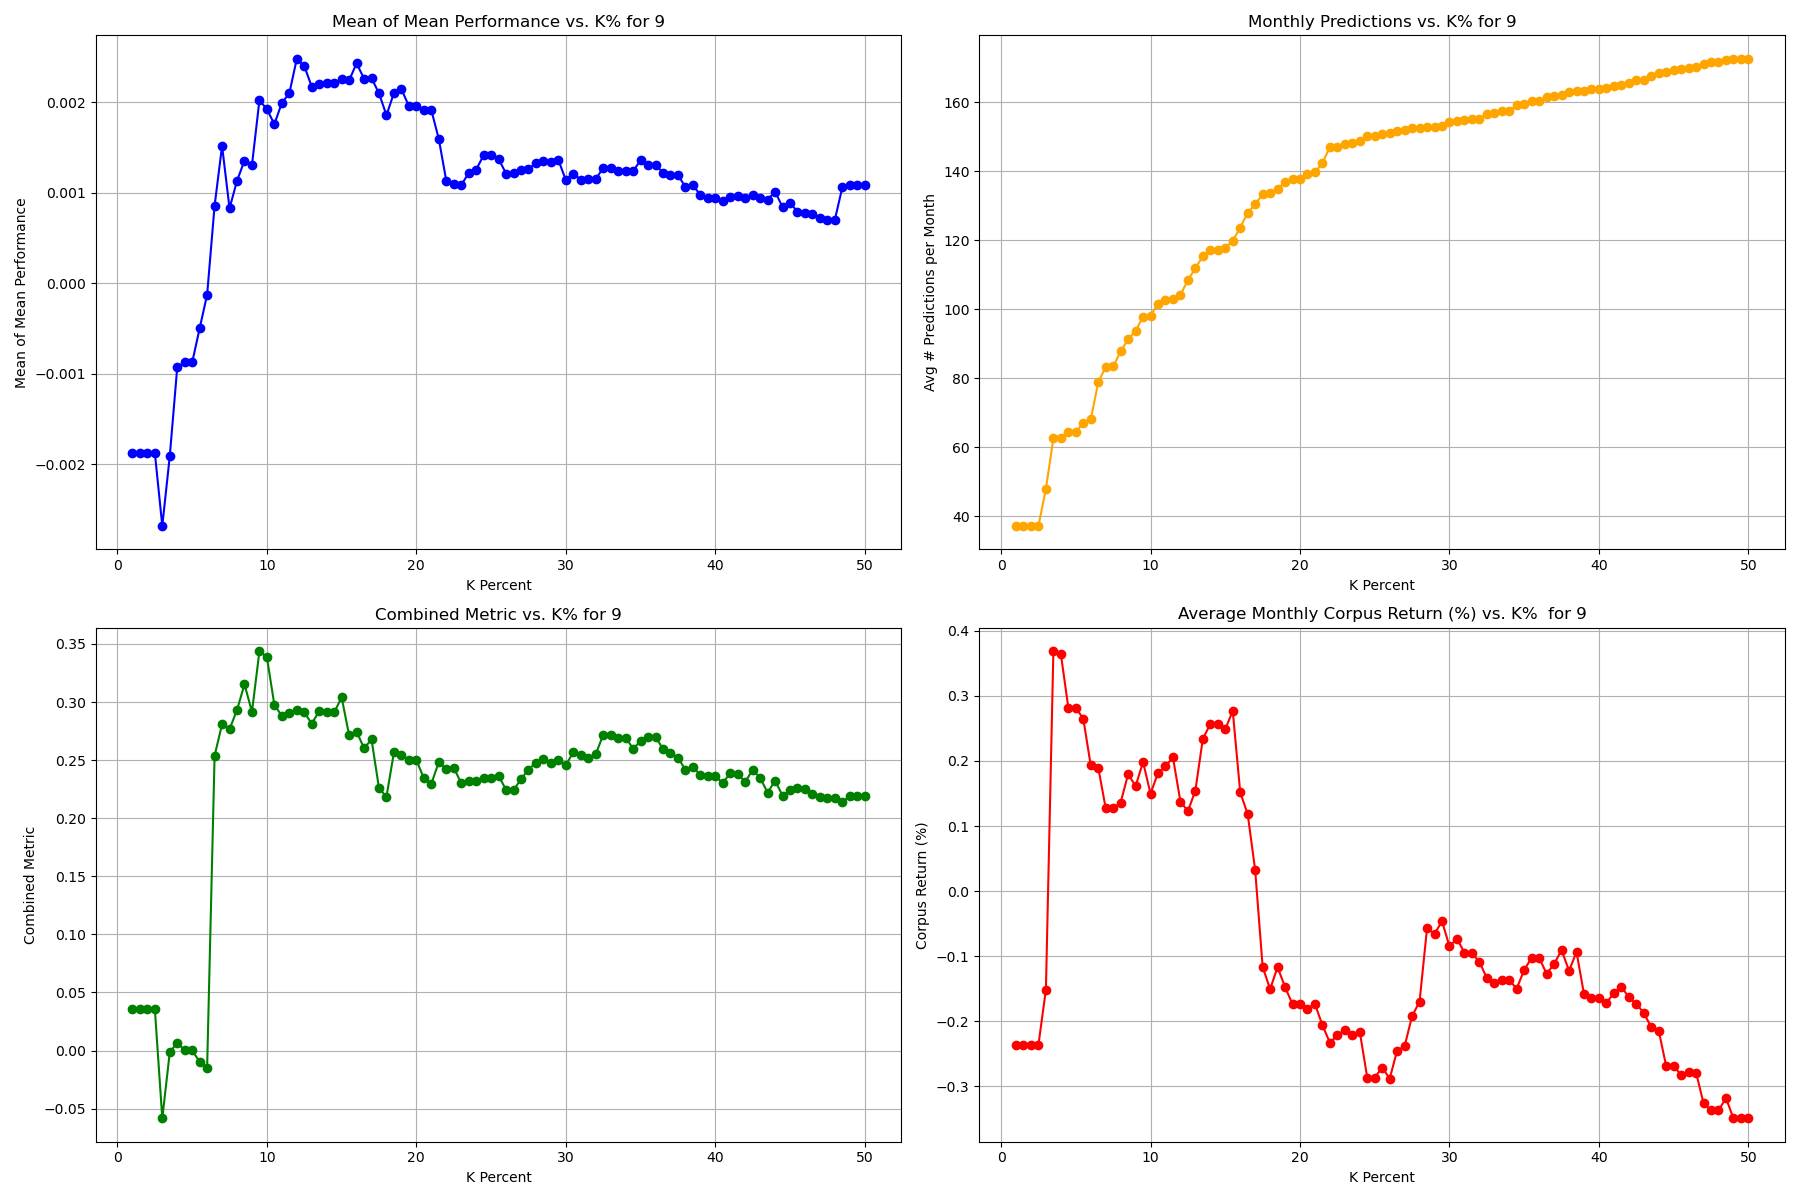 Mean of Mean Performance vs. K% for 9
Mean of Mean Performance
0.002
0.001
0.000
−0.001
−0.002
0 10 20 30 40 50
K Percent
Monthly Predictions vs. K% for 9
Avg # Predictions per Month
160
140
120
100
80
60
40
0 10 20 30 40 50
K Percent
Combined Metric vs. K% for 9
Combined Metric
0.35
0.30
0.25
0.20
0.15
0.10
0.05
0.00
−0.05
0 10 20 30 40 50
K Percent
Average Monthly Corpus Return (%) vs. K%  for 9
Corpus Return (%)
0.4
0.3
0.2
0.1
0.0
−0.1
−0.2
−0.3
0 10 20 30 40 50
K Percent